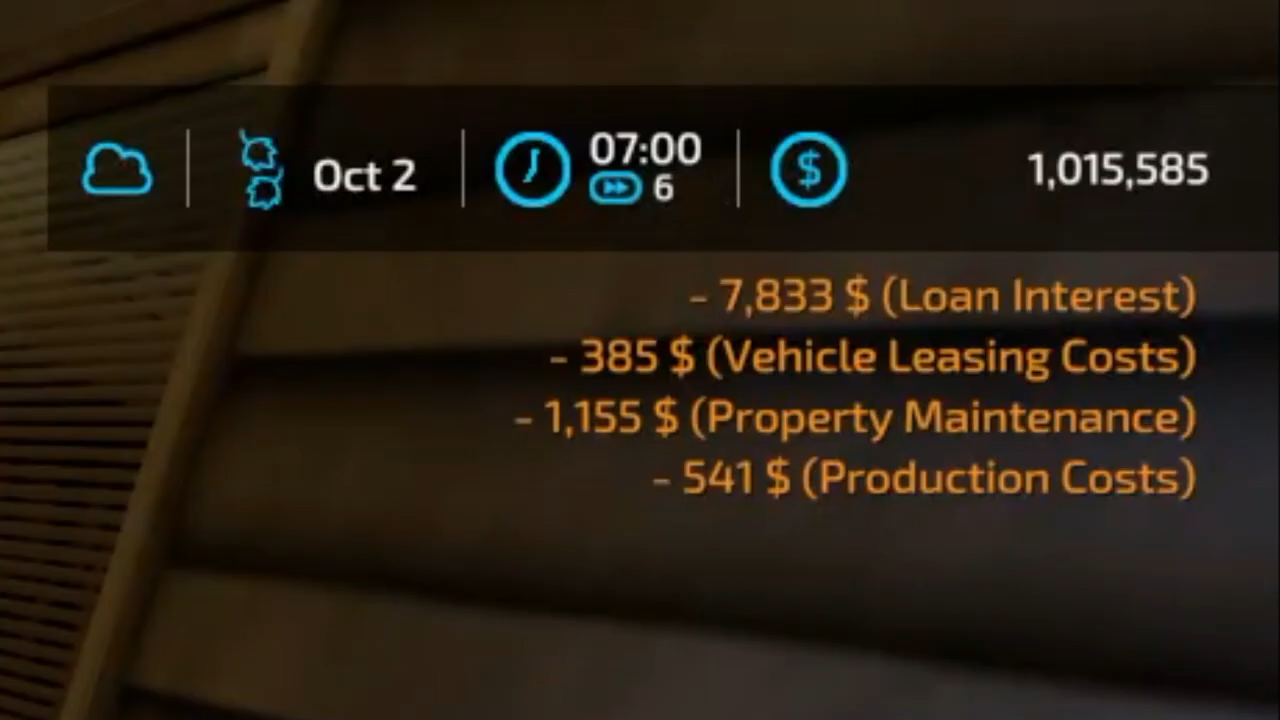 Oct 2
07:00
6
$
1,015,585
- 7,833 $ (Loan Interest)
- 385 $ (Vehicle Leasing Costs)
- 1,155 $ (Property Maintenance)
- 541 $ (Production Costs)